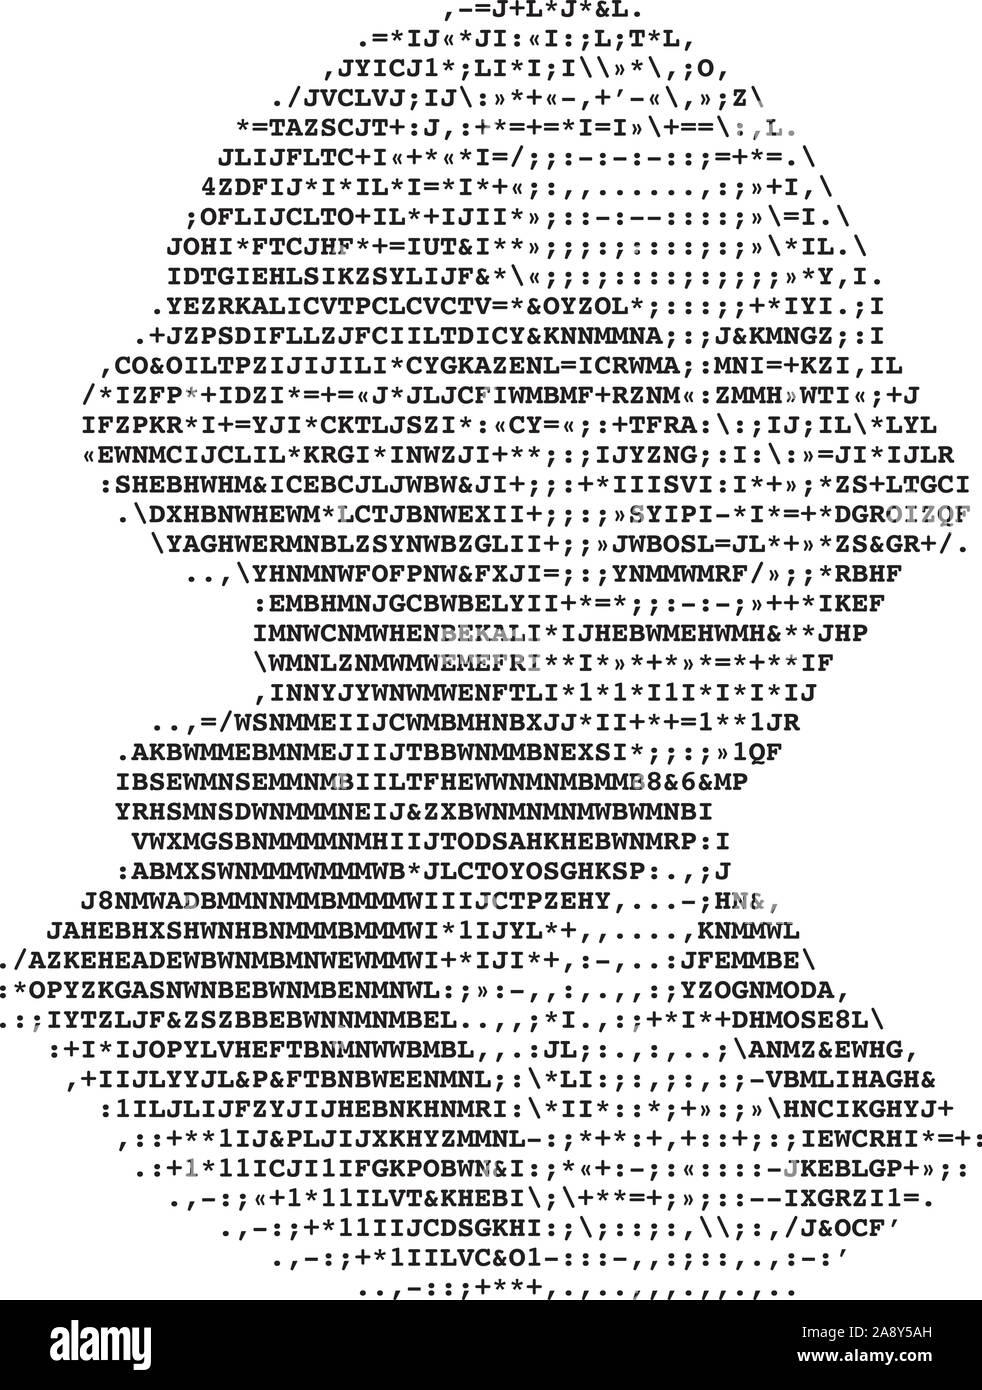 ,-=J+L*J*&L.
.=*IJ«*JI:«I:;L;T*L,
,JYICJ1*;LI*I;I\\»*\,;O,
./JVCLVJ;IJ\:»*+«-,+’-«\,»;Z\
*=TAZSCJT+:J,:+*=+=*I=I»\+==\:,L.
JLIJFLTC+I«+*«*I=/;;:-:-:-::;=+*=.\
4ZDFIJ*I*IL*I=*I*+«;:,,......,:;»+I,\
;OFLIJCLTO+IL*+IJII*»;::-:--::::;»\=I.\
JOHI*FTCJHF*+=IUT&I**»;;;;:;::::;:;»\*IL.\
IDTGIEHLSIKZSYLIJF&*\«;;;:;:::::;:;;;;»*Y,I.
.YEZRKALICVTPCLCVCTV=*&OYZOL*;:::;;+*IYI.;I
.+JZPSDIFLLZJFCIILTDICY&KNNMMNA;:;J&KMNGZ;:I
,CO&OILTPZIJIJILI*CYGKAZENL=ICRWMA;:MNI=+KZI,IL
/*IZFP*+IDZI*=+=«J*JLJCFIWMBMF+RZNM«:ZMMH»WTI«;+J
IFZPKR*I+=YJI*CKTLJSZI*:«CY=«;:+TFRA:\:;IJ;IL\*LYL
«EWNMCIJCLIL*KRGI*INWZJI+**;:;IJYZNG;:I:\:»=JI*IJLR
:SHEBHWHM&ICEBCJLJWBW&JI+;;:+*IIISVI:I*+»;*ZS+LTGCI
.\DXHBNWHEWM*LCTJBNWEXII+;;:;»SYIPI-*I*=+*DGROIZQF
\YAGHWERMNBLZSYNWBZGLII+;;»JWBOSL=JL*+»*ZS&GR+/.
..,\YHNMNWFOFPNW&FXJI=;:;YNMMWMRF/»;;*RBHF
:EMBHMNJGCBWBELYII+*=*;;:-:-;»++*IKEF
IMNWCNMWHENBEKALI*IJHEBWMEHWMH&**JHP
\WMNLZNMWMWEMEFRI**I*»*+*»*=*+**IF
,INNYJYWNWMWENFTLI*1*1*I1I*I*I*IJ
..,=/WSNMMEIIJCWMBMHNBXJJ*II+*+=1**1JR
.AKBWMMEBMNMEJIIJTBBWNMMBNEXSI*;;:;»1QF
IBSEWMNSEMMNMBIILTFHEWWNMNMBMMB8&6&MP
YRHSMNSDWNMMMNEIJ&ZXBWNMNMNMWBWMNBI
VWXMGSBNMMMMNMHIIJTODSAHKHEBWNMRP:I
:ABMXSWNMMMWMMMWB*JLCTOYOSGHKSP:.,;J
J8NMWADBMMNNMMBMMMMWIIIJCTPZEHY,...-;HN&,
JAHEBHXSHWNHBNMMMBMMMWI*1IJYL*+,,....,KNMMWL
./AZKEHEADEWBWNMBMNWEWMMWI+*IJI*+,:-,..:JFEMMBE\
:*OPYZKGASNWNBEBWNMBENMNWL:;»:-,,:,.,,:;YZOGNMODA,
.:;IYTZLJF&ZSZBBEBWNNMNMBEL..,,;*I.,:;+*I*+DHMOSE8L\
:+I*IJOPYLVHEFTBNMNWWBMBL,,.:JL;:.,:,..;\ANMZ&EWHG,
,+IIJLYYJL&P&FTBNBWEENMNL;:\*LI:;:,;:,:;-VBMLIHAGH&
:1ILJLIJFZYJIJHEBNKHNMRI:\*II*::*;+»:;»\HNCIKGHYJ+
,::+**1IJ&PLJIJXKHYZMMNL-:;*+*:+,+::+;:;IEWCRHI*=+:
.:+1*11ICJI1IFGKPOBWN&I:;*«+:-;:«::::-JKEBLGP+»;:
.,-:;«+1*11ILVT&KHEBI\;\+**=+;»;::--IXGRZI1=.
.,-:;+*11IIJCDSGKHI:;\;::;:,\\;:,/J&OCF’
.,-:;+*1IILVC&O1-:::-,,:;::,.,:-:’
..,-::;+**+,.,..,,,.,,.,..
alamy
Image ID: 2A8Y5AH
www.alamy.com